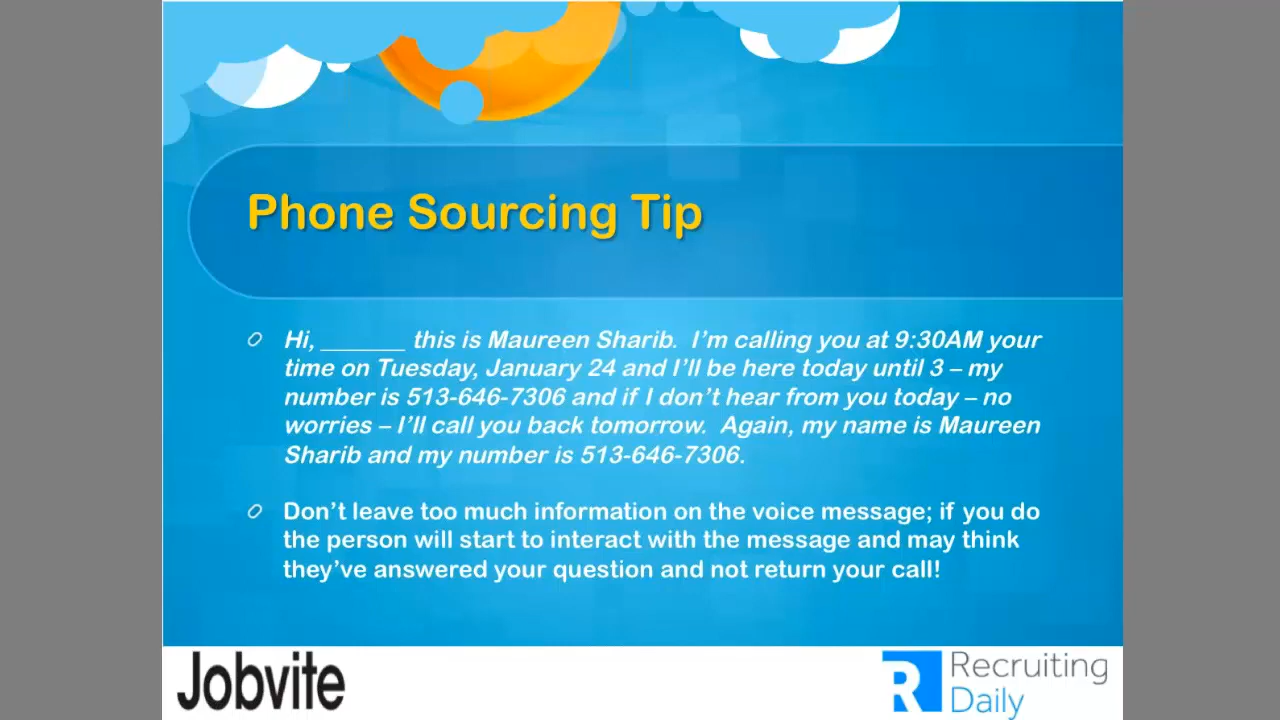 Phone Sourcing Tip
Hi, _______ this is Maureen Sharib.  I'm calling you at 9:30AM your
time on Tuesday, January 24 and I'll be here today until 3 – my
number is 513-646-7306 and if I don't hear from you today – no
worries – I'll call you back tomorrow.  Again, my name is Maureen
Sharib and my number is 513-646-7306.
Don't leave too much information on the voice message; if you do
the person will start to interact with the message and may think
they've answered your question and not return your call!
Jobvite
Recruiting
Daily